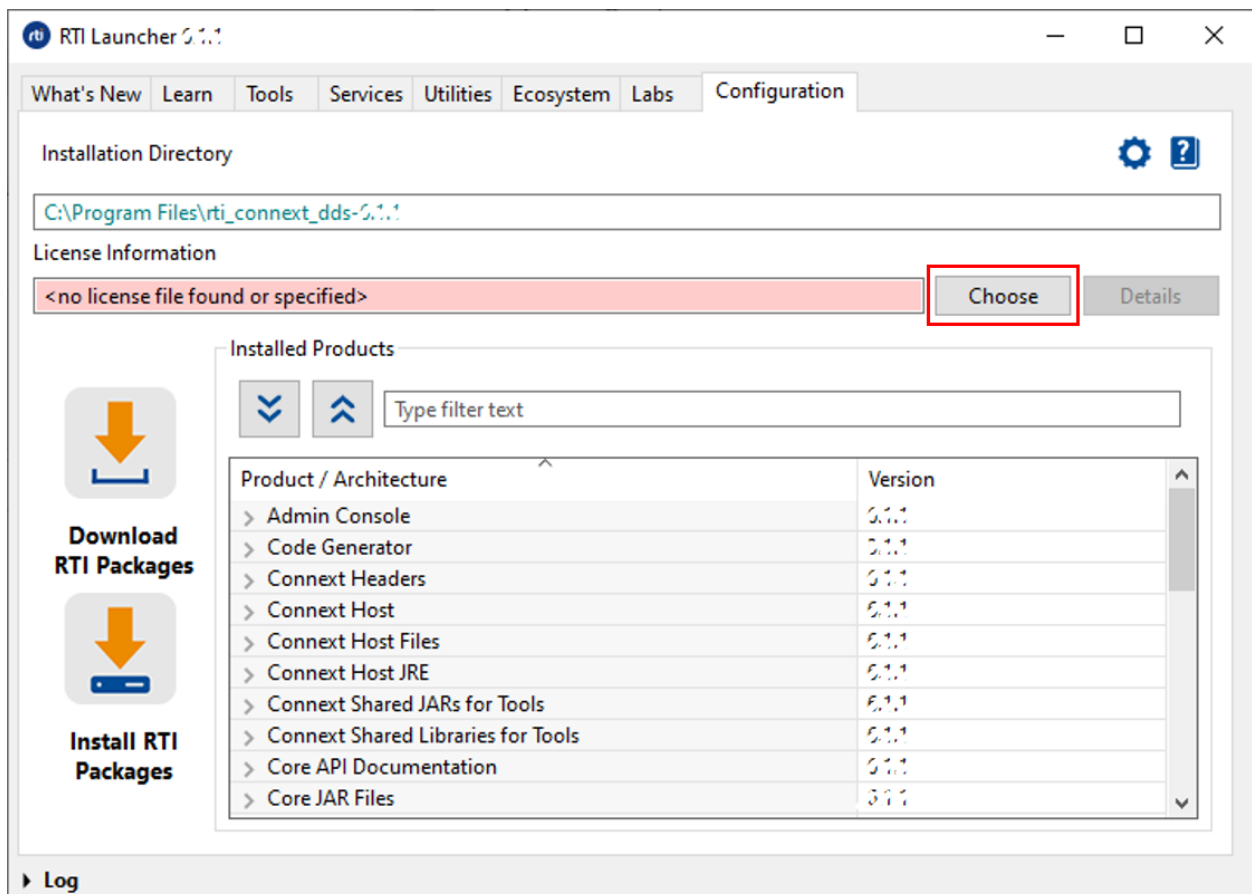 rti RTI Launcher
What's New Learn Tools Services Utilities Ecosystem Labs Configuration
Installation Directory
C:\Program Files\rti_connext_dds-
License Information
<no license file found or specified> Choose Details
Installed Products
Type filter text
Product / Architecture Version
Admin Console
Code Generator
Connext Headers
Connext Host
Connext Host Files
Connext Host JRE
Connext Shared JARs for Tools
Connext Shared Libraries for Tools
Core API Documentation
Core JAR Files
Download
RTI Packages
Install RTI
Packages
Log